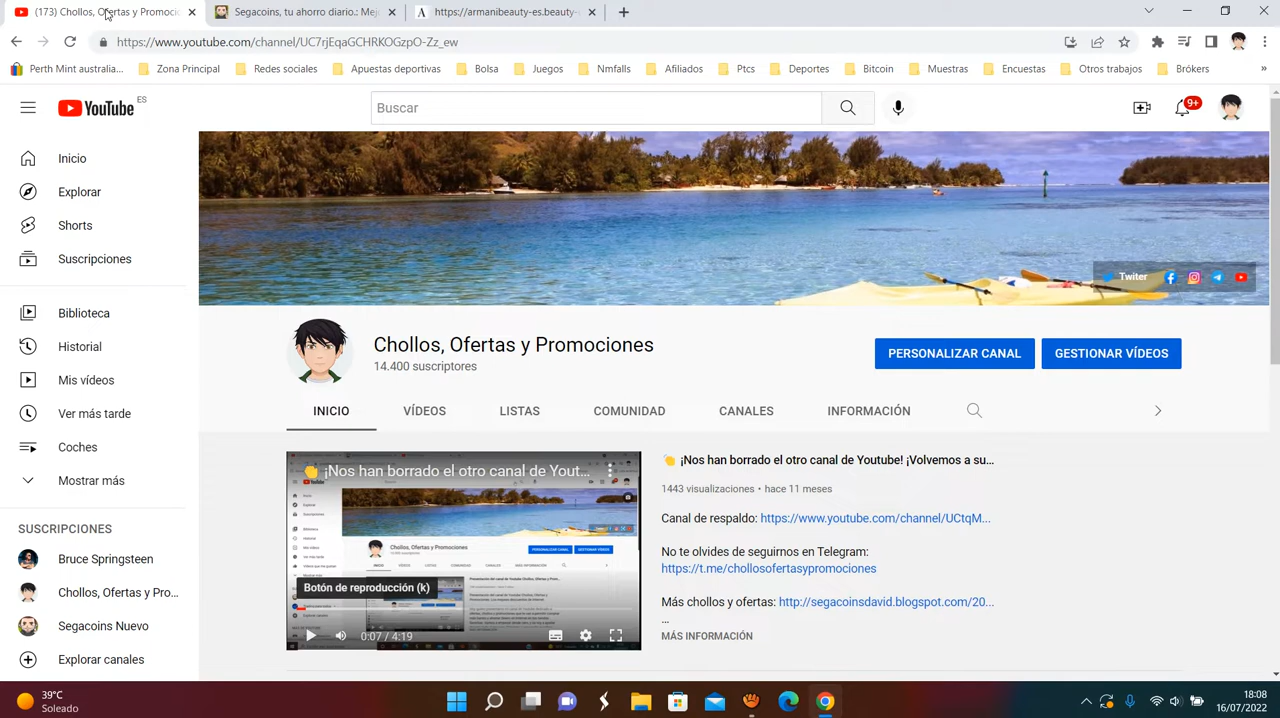 (173) Chollos, Ofertas y Promocio
Segacoins, tu ahorro diario.: Mej
https://armanibeauty-es.beauty-
https://www.youtube.com/channel/UC7rjEqaGCHRKOGzpO-Zz_ew
Perth Mint australia...
Zona Principal
Redes sociales
Apuestas deportivas
Bolsa
Juegos
Nmfalls
Afiliados
Ptcs
Deportes
Bitcoin
Muestras
Encuestas
Otros trabajos
Brókers
»
YouTube ES
Buscar
9+
Inicio
Explorar
Shorts
Suscripciones
Biblioteca
Historial
Mis vídeos
Ver más tarde
Coches
Mostrar más
SUSCRIPCIONES
Bruce Springsteen
Chollos, Ofertas y Pro...
Segacoins Nuevo
Explorar canales
Twiter
Chollos, Ofertas y Promociones
14.400 suscriptores
PERSONALIZAR CANAL
GESTIONAR VÍDEOS
INICIO
VÍDEOS
LISTAS
COMUNIDAD
CANALES
INFORMACIÓN
¡Nos han borrado el otro canal de Yout...
Chollos, Ofertas y Promociones
Botón de reproducción (k)
0:07 / 4:19
¡Nos han borrado el otro canal de Youtube! ¡Volvemos a su...
1443 visualizaciones • hace 11 meses
Canal de respuido: https://www.youtube.com/channel/UCtqM...
No te olvides de seguirnos en Telegram:
https://t.me/chollosofertasypromociones
Más chollos y ofertas: http://segacoinsdavid.blogspot.com/20...
...
MÁS INFORMACIÓN
39°C
Soleado
18:08
16/07/2022